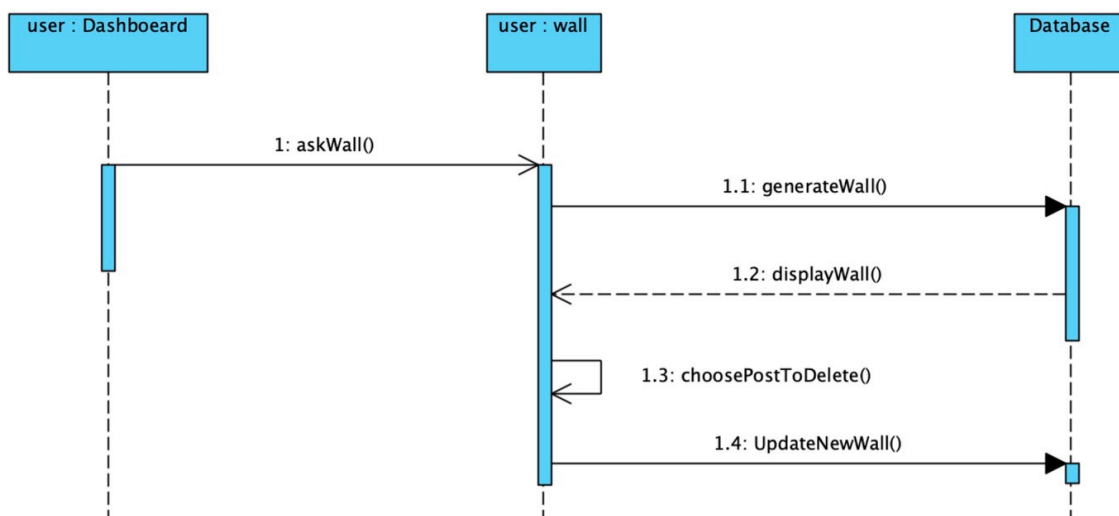 user : Dashboeard
user : wall
Database
1: askWall()
1.1: generateWall()
1.2: displayWall()
1.3: choosePostToDelete()
1.4: UpdateNewWall()